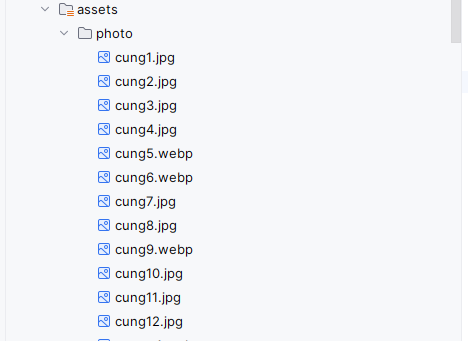 assets
photo
cung1.jpg
cung2.jpg
cung3.jpg
cung4.jpg
cung5.webp
cung6.webp
cung7.jpg
cung8.jpg
cung9.webp
cung10.jpg
cung11.jpg
cung12.jpg